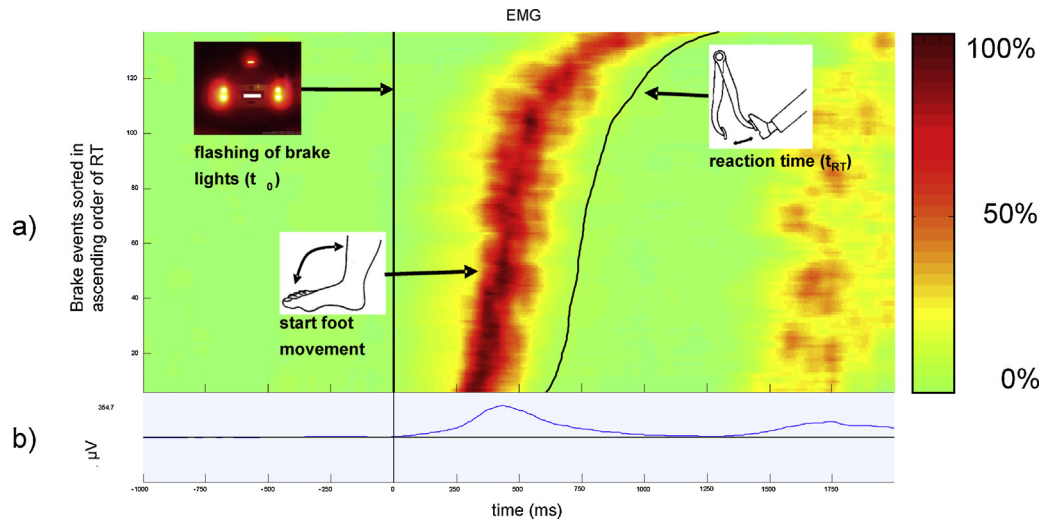 EMG
120
100
80
60
40
20
Brake events sorted in
ascending order of RT
a)
flashing of brake
lights (t 0)
start foot
movement
reaction time (tRT)
100%
50%
0%
b)
354.7
. µV
-1000
-750
-500
-250
0
250
500
750
1000
1250
1500
1750
time (ms)